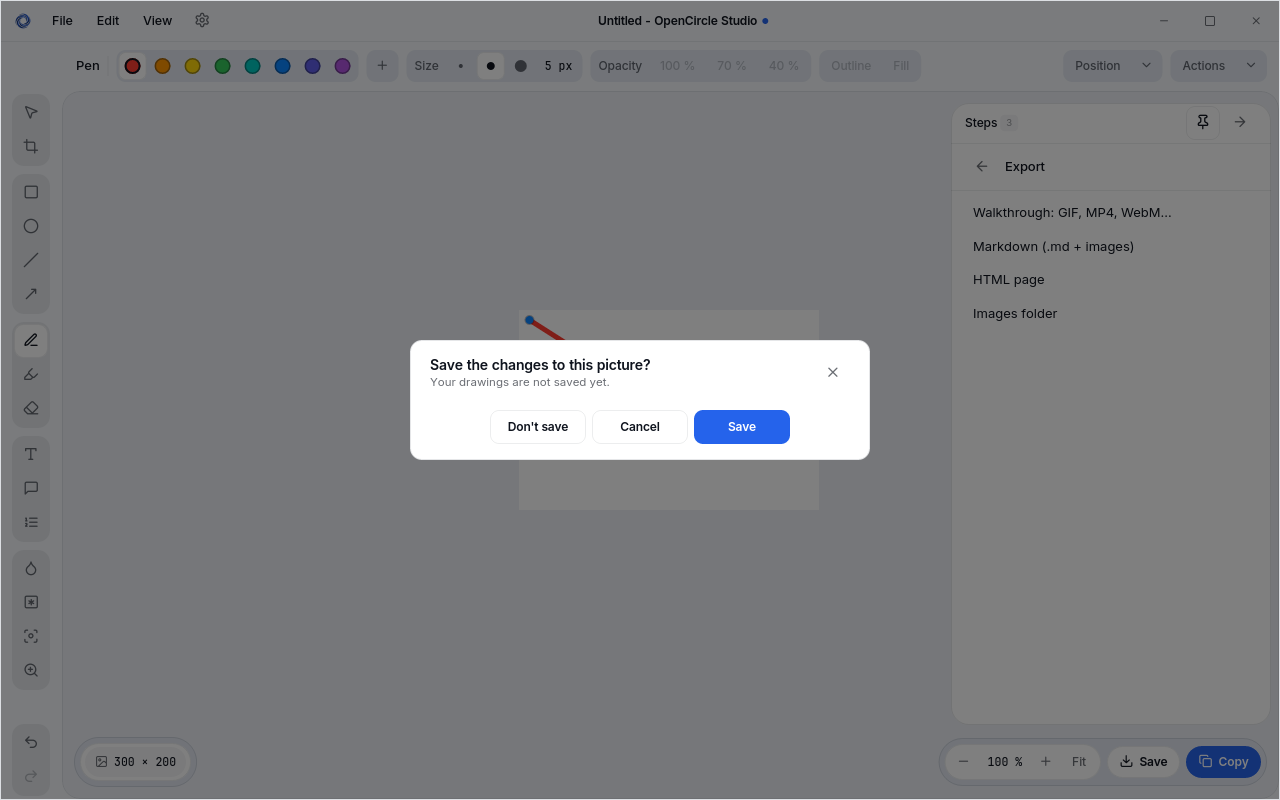 File Edit View Untitled - OpenCircle Studio
Pen Size 5 px Opacity 100 % 70 % 40 % Outline Fill Position Actions
Steps 3
Export
Walkthrough: GIF, MP4, WebM...
Markdown (.md + images)
HTML page
Images folder
Save the changes to this picture?
Your drawings are not saved yet.
Don't save Cancel Save
300 × 200 100 % Fit Save Copy